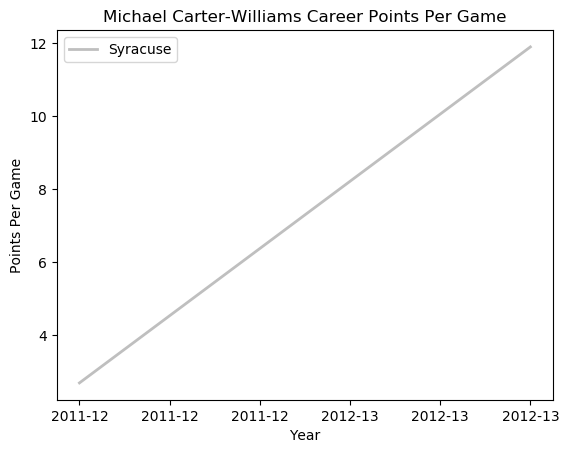 Michael Carter-Williams Career Points Per Game
Syracuse
12
10
8
6
4
Points Per Game
2011-12 2011-12 2011-12 2012-13 2012-13 2012-13
Year